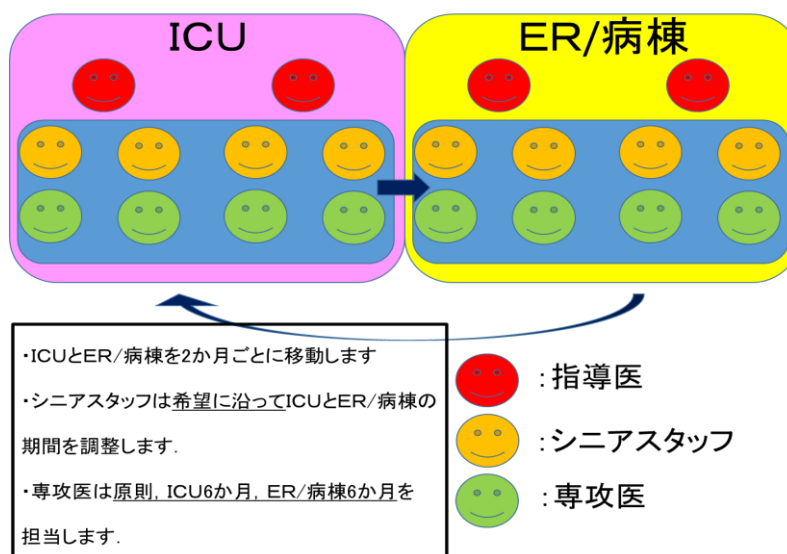 ICU
ER/病棟
・ICUとER/病棟を2か月ごとに移動します
・シニアスタッフは希望に沿ってICUとER/病棟の
期間を調整します.
・専攻医は原則, ICU6か月, ER/病棟6か月を
担当します.
:指導医
:シニアスタッフ
:専攻医